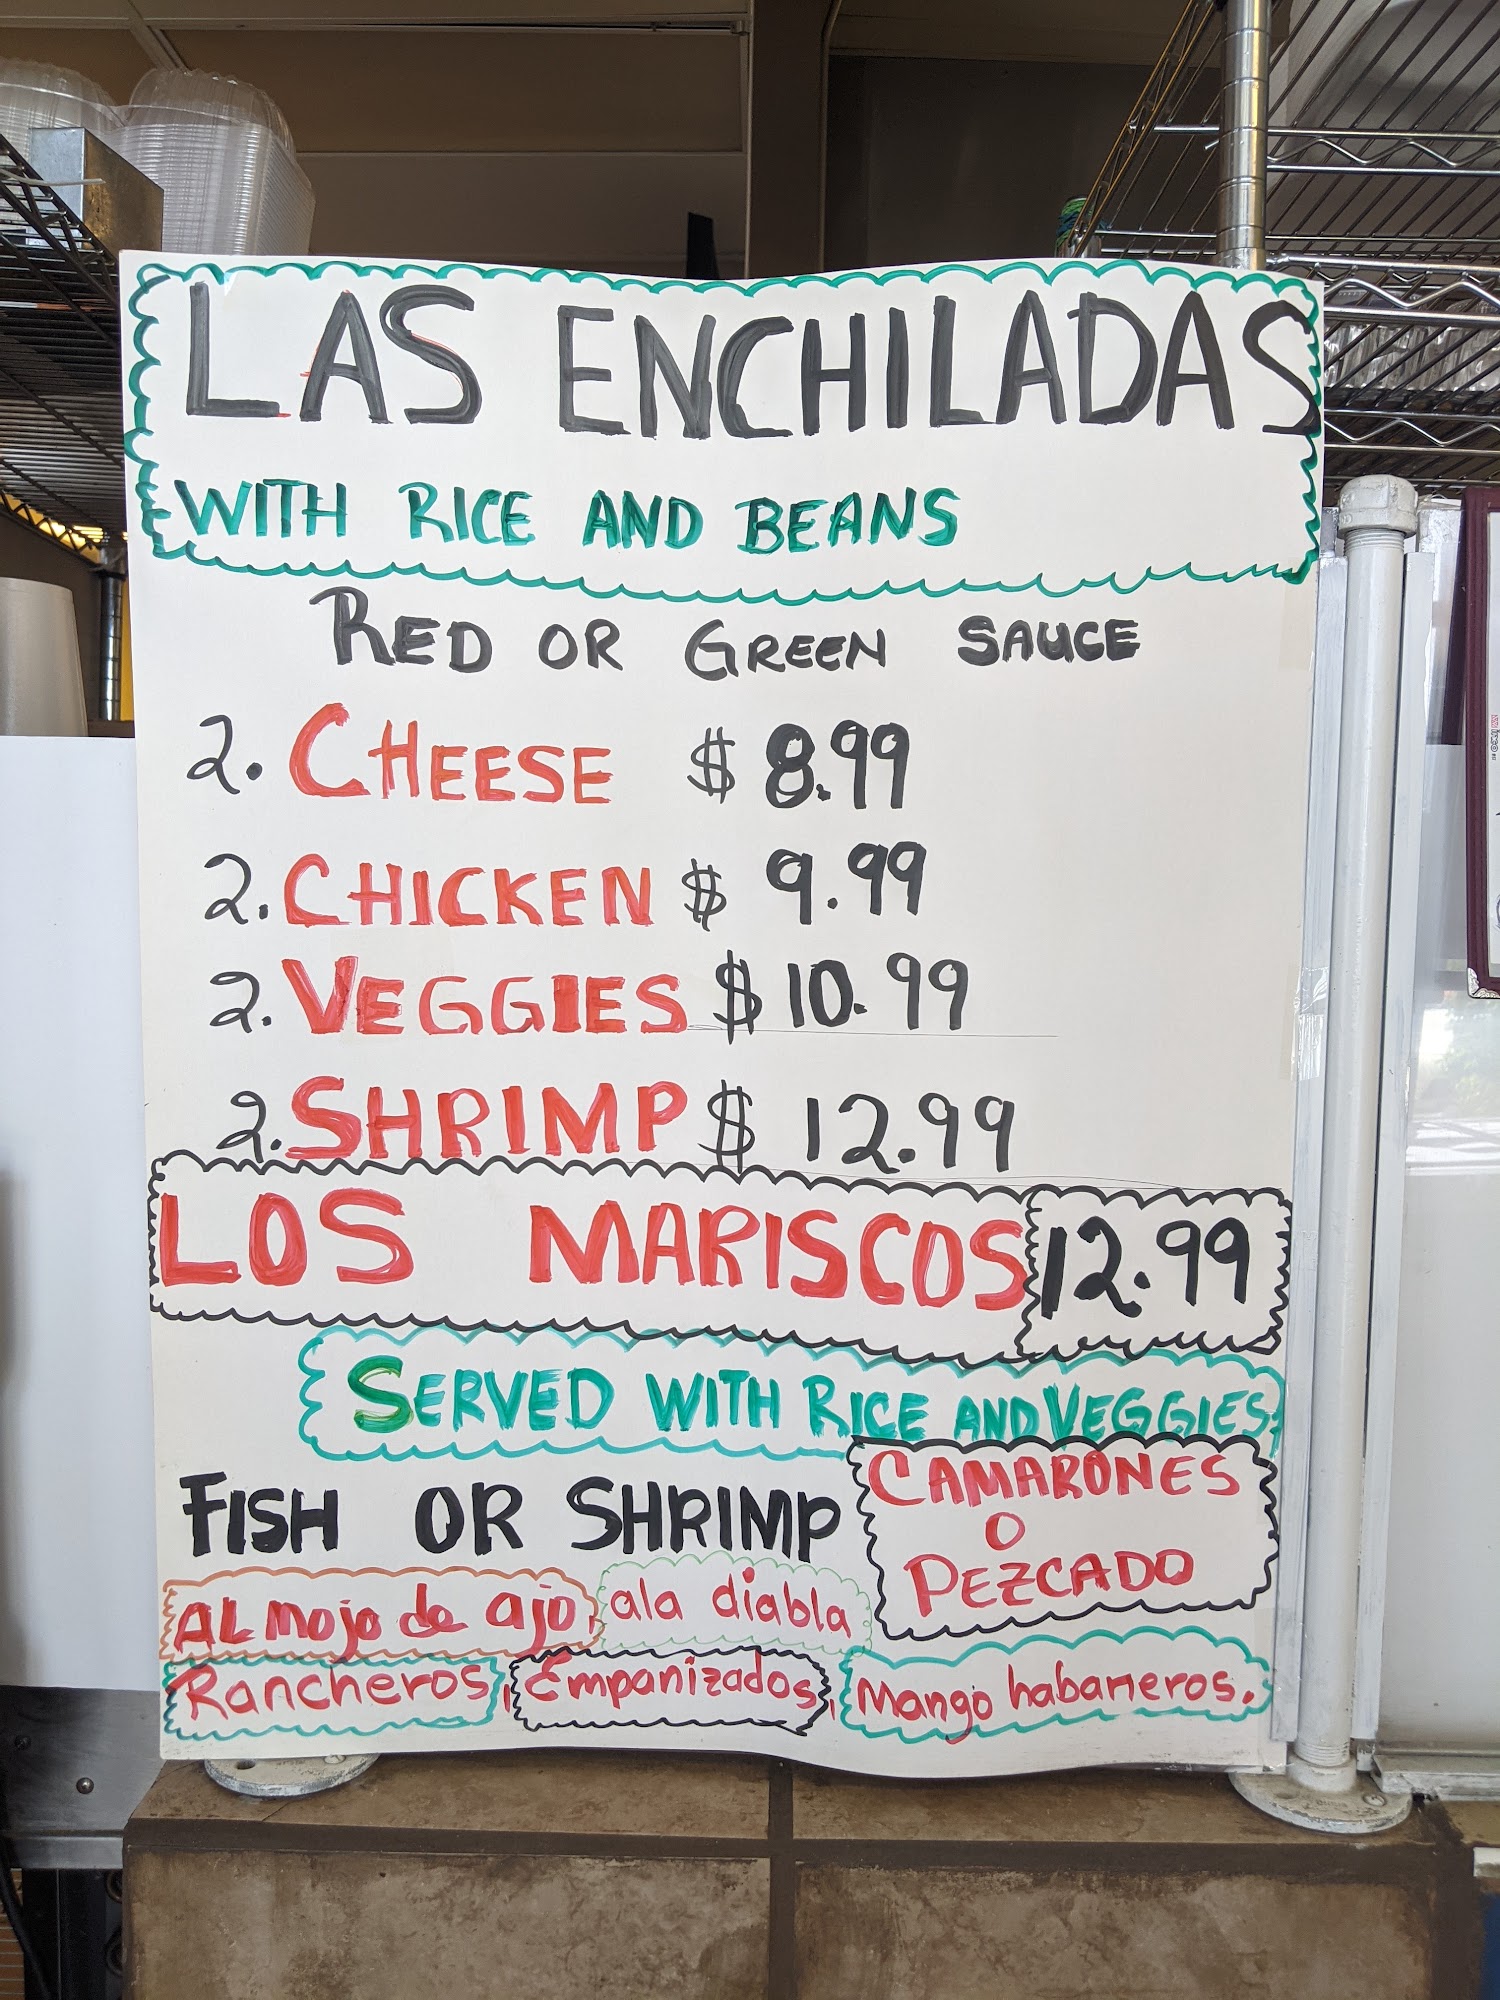 LAS ENCHILADAS
WITH RICE AND BEANS
RED OR GREEN SAUCE
2. CHEESE $ 8.99
2. CHICKEN $ 9.99
2. VEGGIES $ 10.99
2. SHRIMP $ 12.99
LOS MARISCOS 12.99
SERVED WITH RICE AND VEGGIES
FISH OR SHRIMP
CAMARONES
O
PEZCADO
AL mojo de ajo, ala diabla
Rancheros, Empanizados, Mango habaneros.